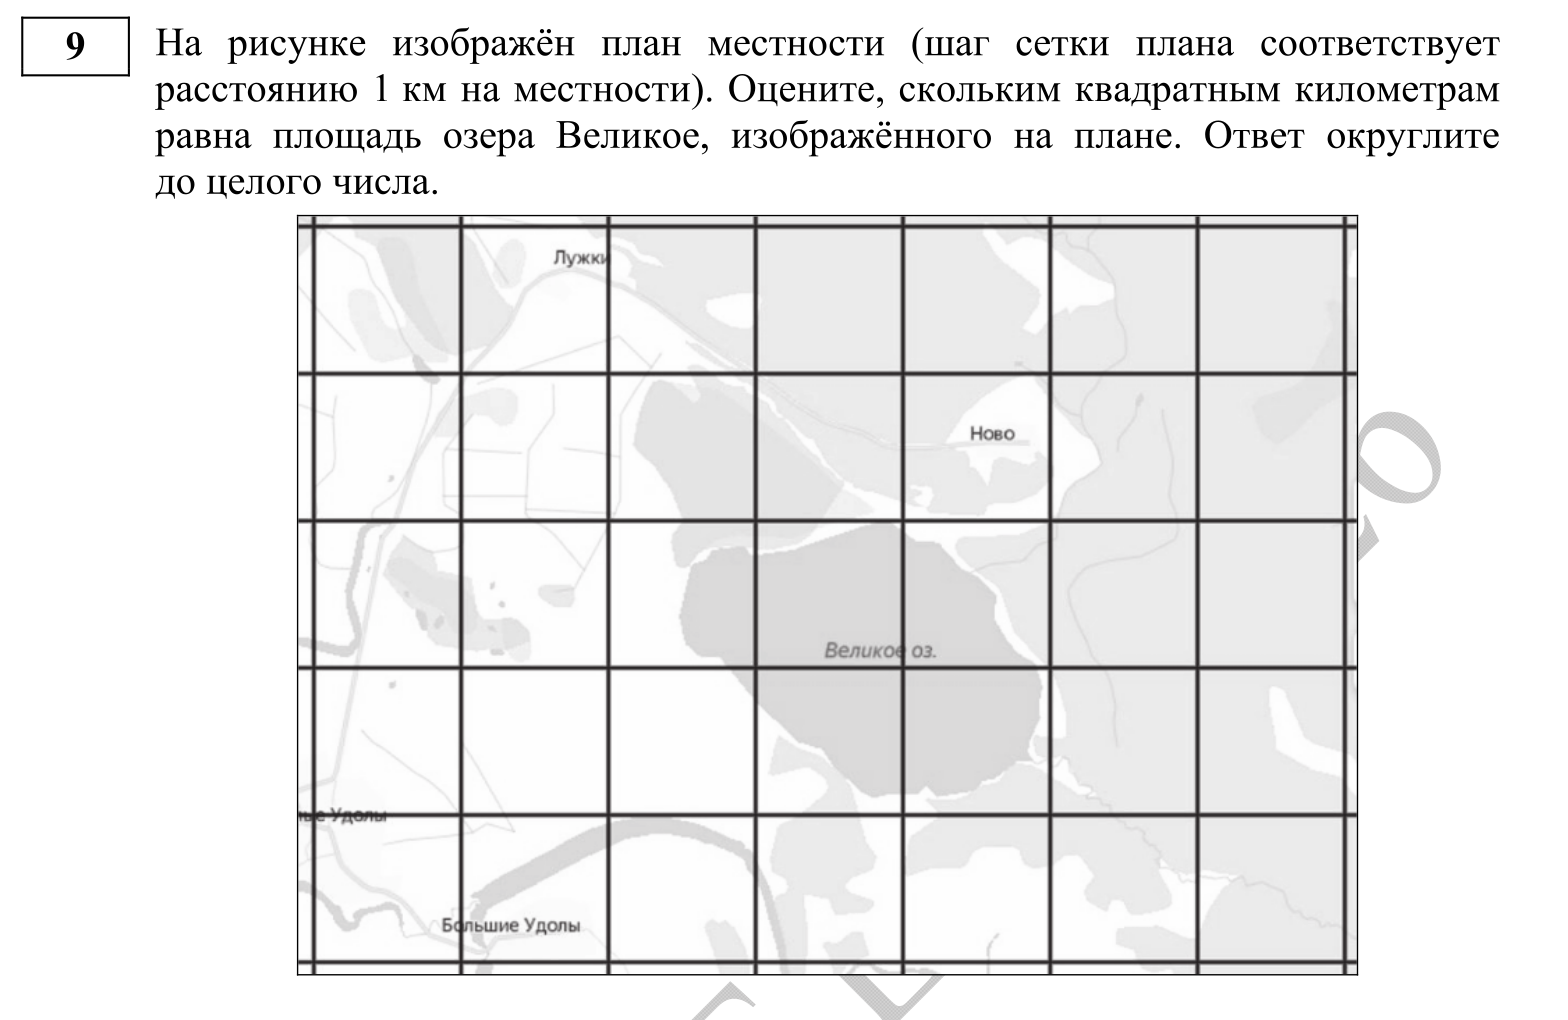 9
На рисунке изображён план местности (шаг сетки плана соответствует
расстоянию 1 км на местности). Оцените, скольким квадратным километрам
равна площадь озера Великое, изображённого на плане. Ответ округлите
до целого числа.
Лужки
Ново
Великое оз.
Удолы
Большие Удолы